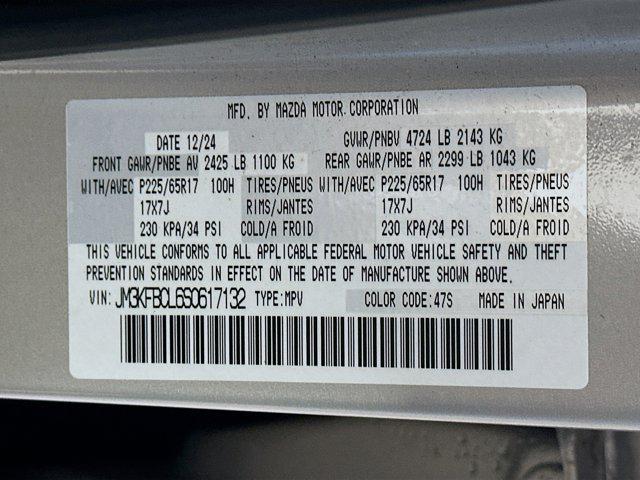 MFD. BY MAZDA MOTOR CORPORATION
DATE 12/24 GVWR/PNBV 4724 LB 2143 KG
FRONT GAWR/PNBE AV 2425 LB 1100 KG REAR GAWR/PNBE AR 2299 LB 1043 KG
WITH/AVEC P225/65R17 100H TIRES/PNEUS WITH/AVEC P225/65R17 100H TIRES/PNEUS
17X7J RIMS/JANTES 17X7J RIMS/JANTES
230 KPA/34 PSI COLD/A FROID 230 KPA/34 PSI COLD/A FROID
THIS VEHICLE CONFORMS TO ALL APPLICABLE FEDERAL MOTOR VEHICLE SAFETY AND THEFT
PREVENTION STANDARDS IN EFFECT ON THE DATE OF MANUFACTURE SHOWN ABOVE.
VIN: JM3KFBCL6S0617132 TYPE:MPV COLOR CODE:47S MADE IN JAPAN